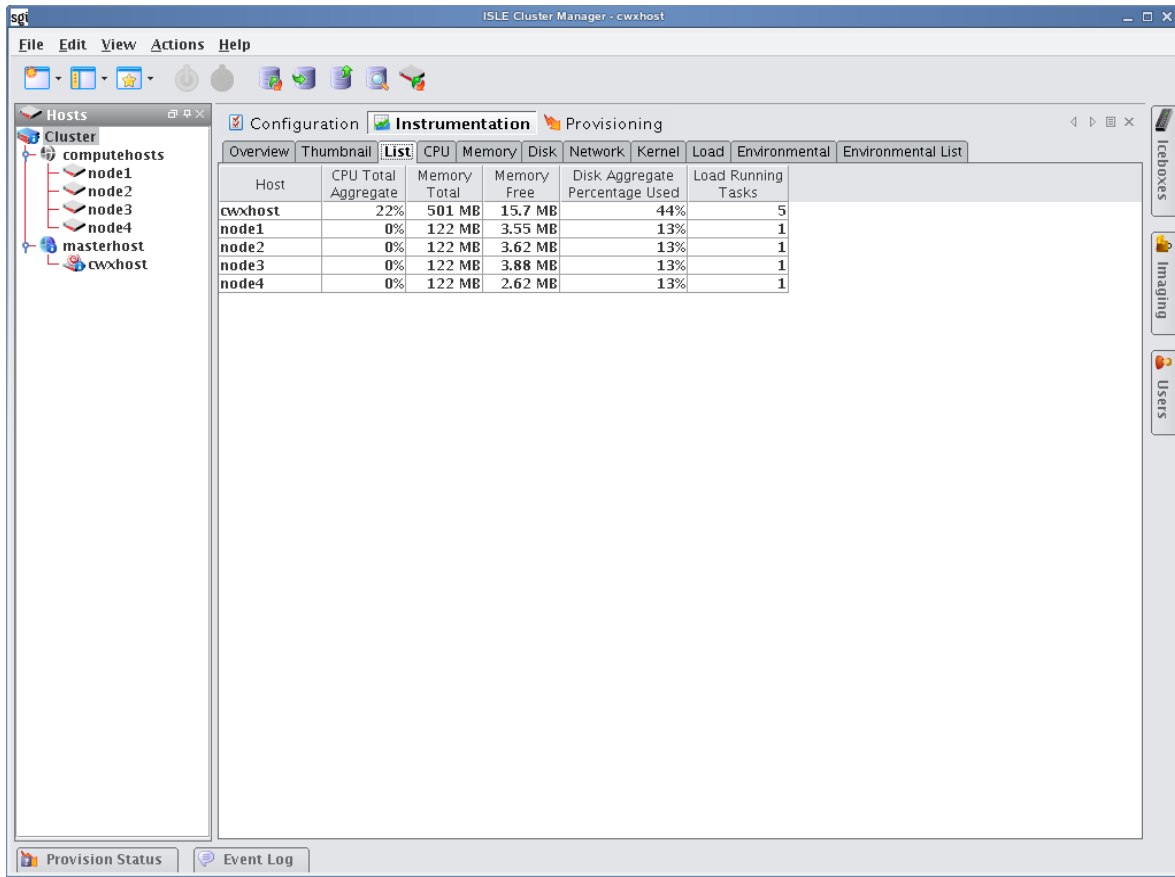 sgi ISLE Cluster Manager - cwxhost
File Edit View Actions Help
Hosts
Cluster
computehosts
node1
node2
node3
node4
masterhost
cwxhost
Configuration Instrumentation Provisioning
Overview Thumbnail List CPU Memory Disk Network Kernel Load Environmental Environmental List
Host CPU Total Aggregate Memory Total Memory Free Disk Aggregate Percentage Used Load Running Tasks
cwxhost 22% 501 MB 15.7 MB 44% 5
node1 0% 122 MB 3.55 MB 13% 1
node2 0% 122 MB 3.62 MB 13% 1
node3 0% 122 MB 3.88 MB 13% 1
node4 0% 122 MB 2.62 MB 13% 1
Iceboxes
Imaging
Users
Provision Status Event Log